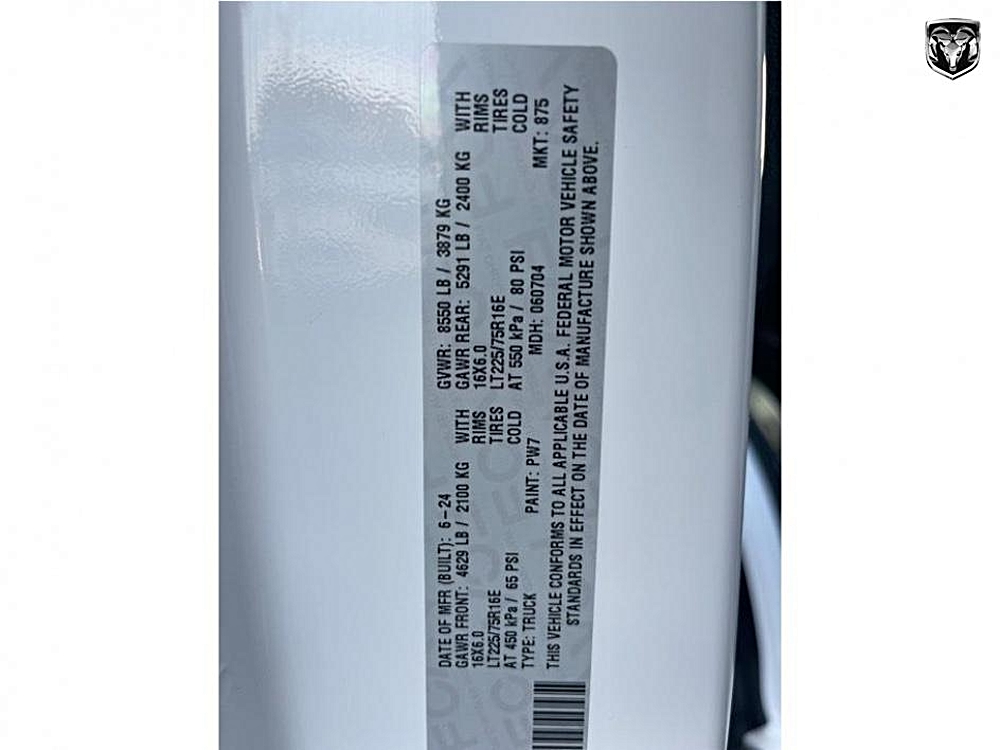 DATE OF MFR (BUILT): 6-24 GVWR: 8550 LB / 3879 KG
GAWR FRONT: 4629 LB / 2100 KG WITH GAWR REAR: 5291 LB / 2400 KG WITH
16X6.0 RIMS 16X6.0 RIMS
LT225/75R16E TIRES LT225/75R16E TIRES
AT 450 kPa / 65 PSI COLD AT 550 kPa / 80 PSI COLD
TYPE: TRUCK PAINT: PW7 MDH: 060704 MKT: 875
THIS VEHICLE CONFORMS TO ALL APPLICABLE U.S.A. FEDERAL MOTOR VEHICLE SAFETY
STANDARDS IN EFFECT ON THE DATE OF MANUFACTURE SHOWN ABOVE.